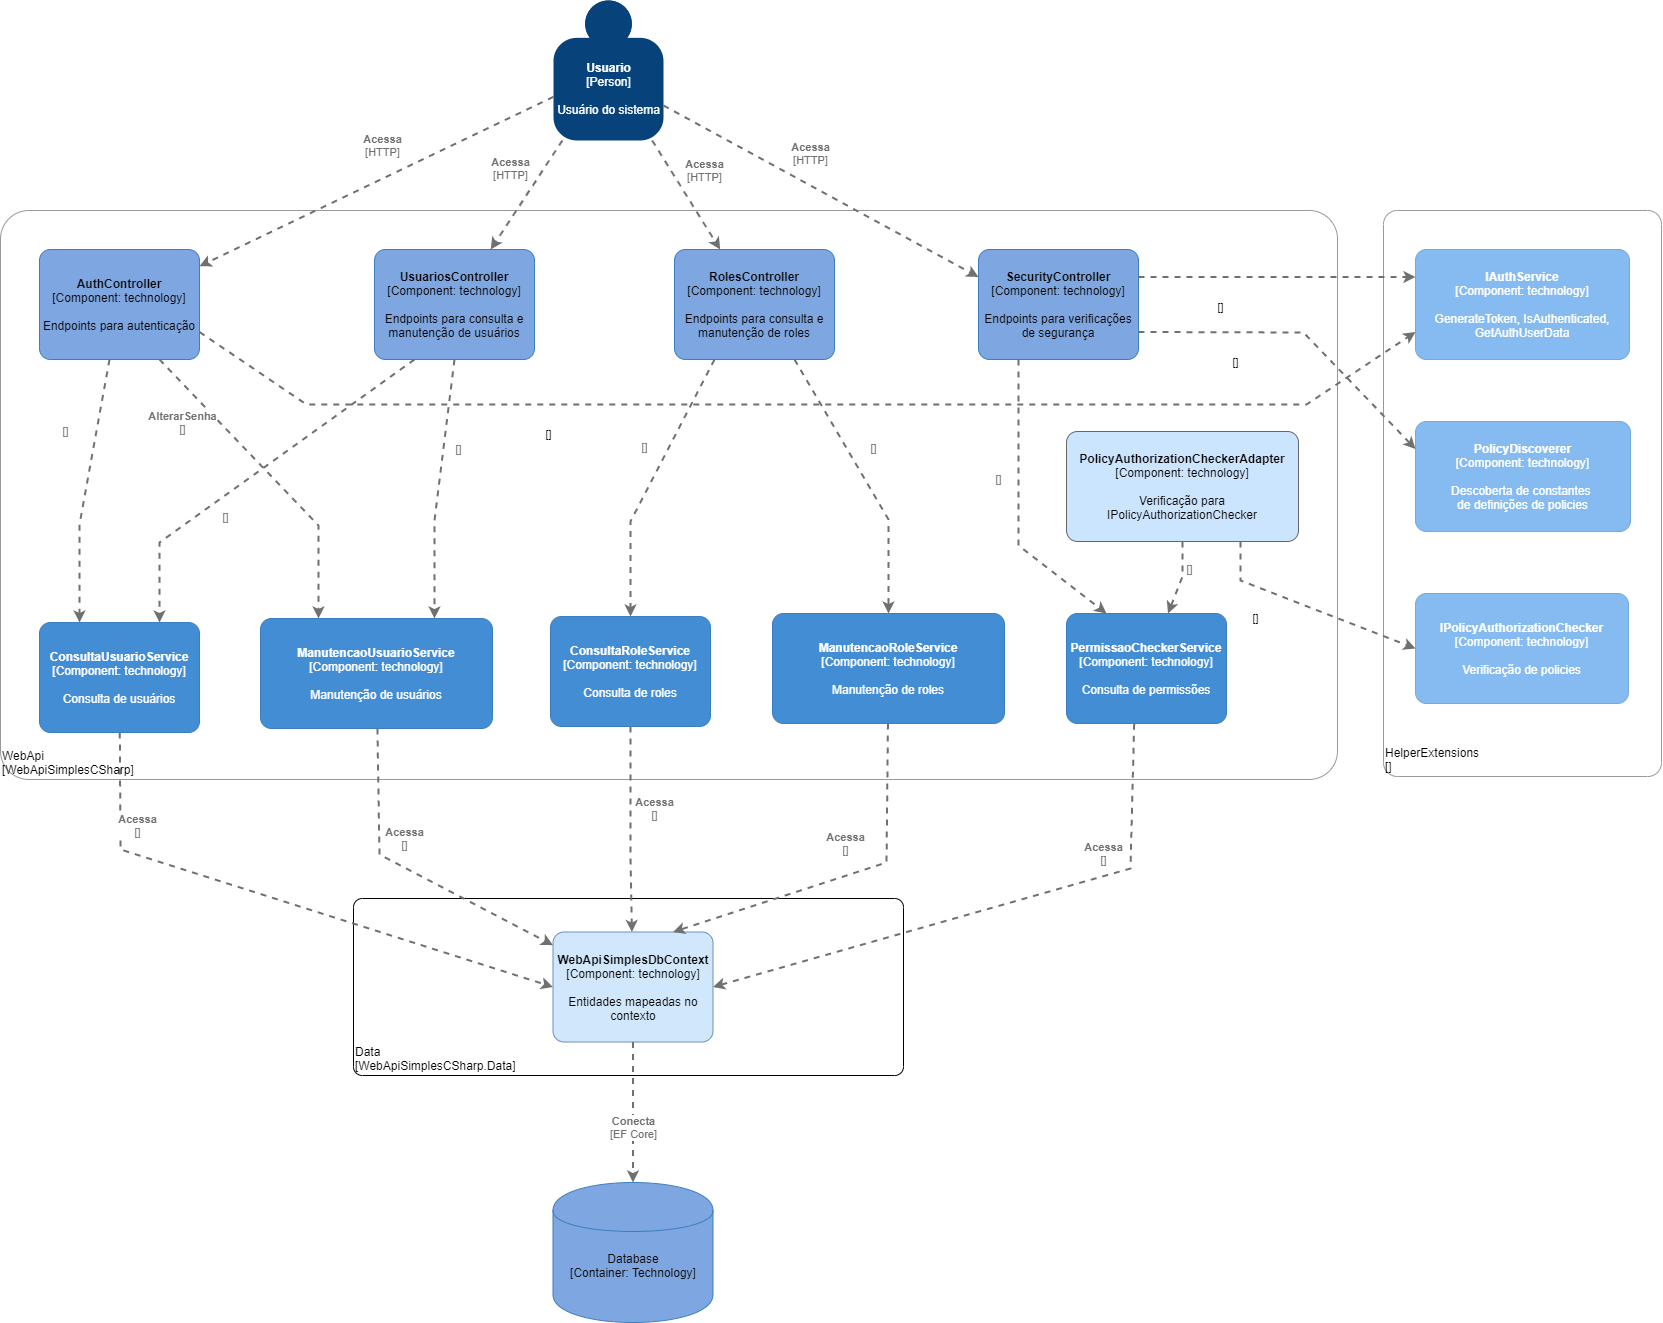 Usuario
[Person]
Usuário do sistema
Acessa
[HTTP]
Acessa
[HTTP]
Acessa
[HTTP]
Acessa
[HTTP]
AuthController
[Component: technology]
Endpoints para autenticação
UsuariosController
[Component: technology]
Endpoints para consulta e
manutenção de usuários
RolesController
[Component: technology]
Endpoints para consulta e
manutenção de roles
SecurityController
[Component: technology]
Endpoints para verificações
de segurança
IAuthService
[Component: technology]
GenerateToken, IsAuthenticated,
GetAuthUserData
[]
[]
[]
AlterarSenha
[]
[]
[]
[]
[]
[]
[]
PolicyAuthorizationCheckerAdapter
[Component: technology]
Verificação para
IPolicyAuthorizationChecker
PolicyDiscoverer
[Component: technology]
Descoberta de constantes
de definições de policies
[]
[]
ConsultaUsuarioService
[Component: technology]
Consulta de usuários
ManutencaoUsuarioService
[Component: technology]
Manutenção de usuários
ConsultaRoleService
[Component: technology]
Consulta de roles
ManutencaoRoleService
[Component: technology]
Manutenção de roles
PermissaoCheckerService
[Component: technology]
Consulta de permissões
IPolicyAuthorizationChecker
[Component: technology]
Verificação de policies
WebApi
[WebApiSimplesCSharp]
HelperExtensions
[]
Acessa
[]
Acessa
[]
Acessa
[]
Acessa
[]
Acessa
[]
WebApiSimplesDbContext
[Component: technology]
Entidades mapeadas no
contexto
Data
[WebApiSimplesCSharp.Data]
Conecta
[EF Core]
Database
[Container: Technology]